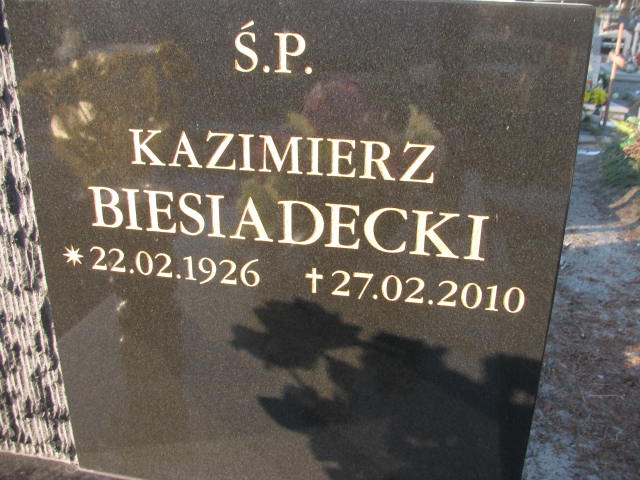 Ś.P.
KAZIMIERZ
BIESIADECKI
*22.02.1926 †27.02.2010